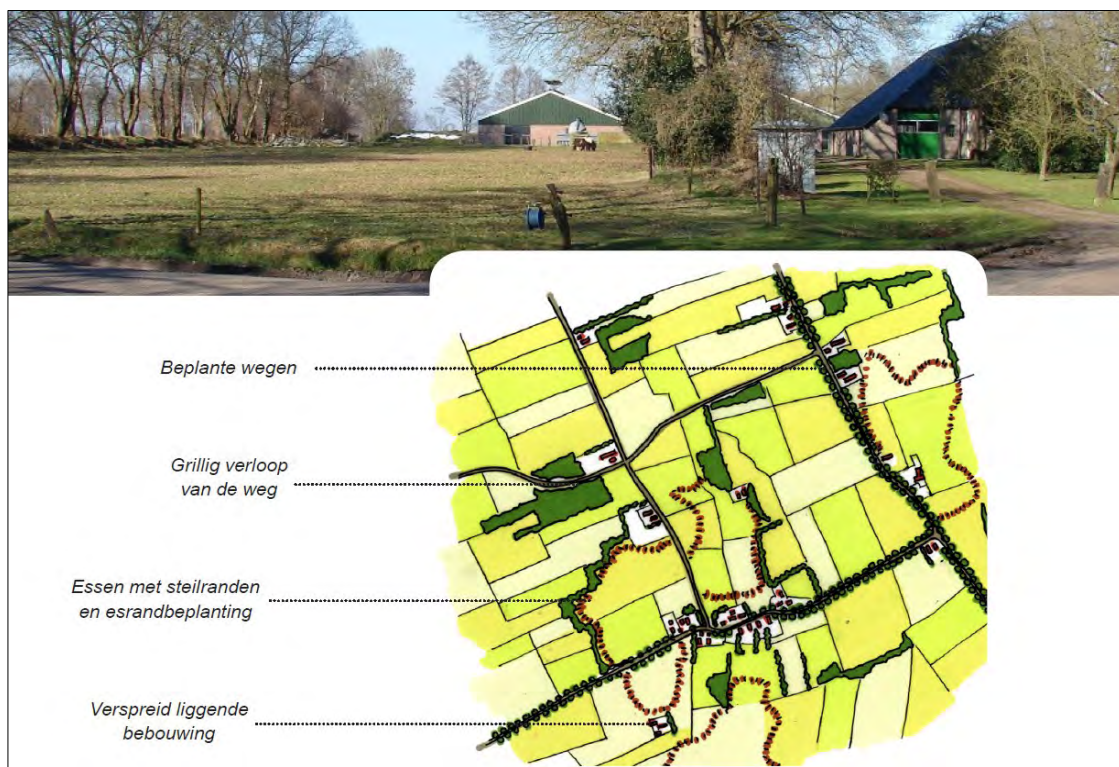 Beplante wegen
Grillig verloop
van de weg
Essen met steilranden
en esrandbeplanting
Verspreid liggende
bebouwing